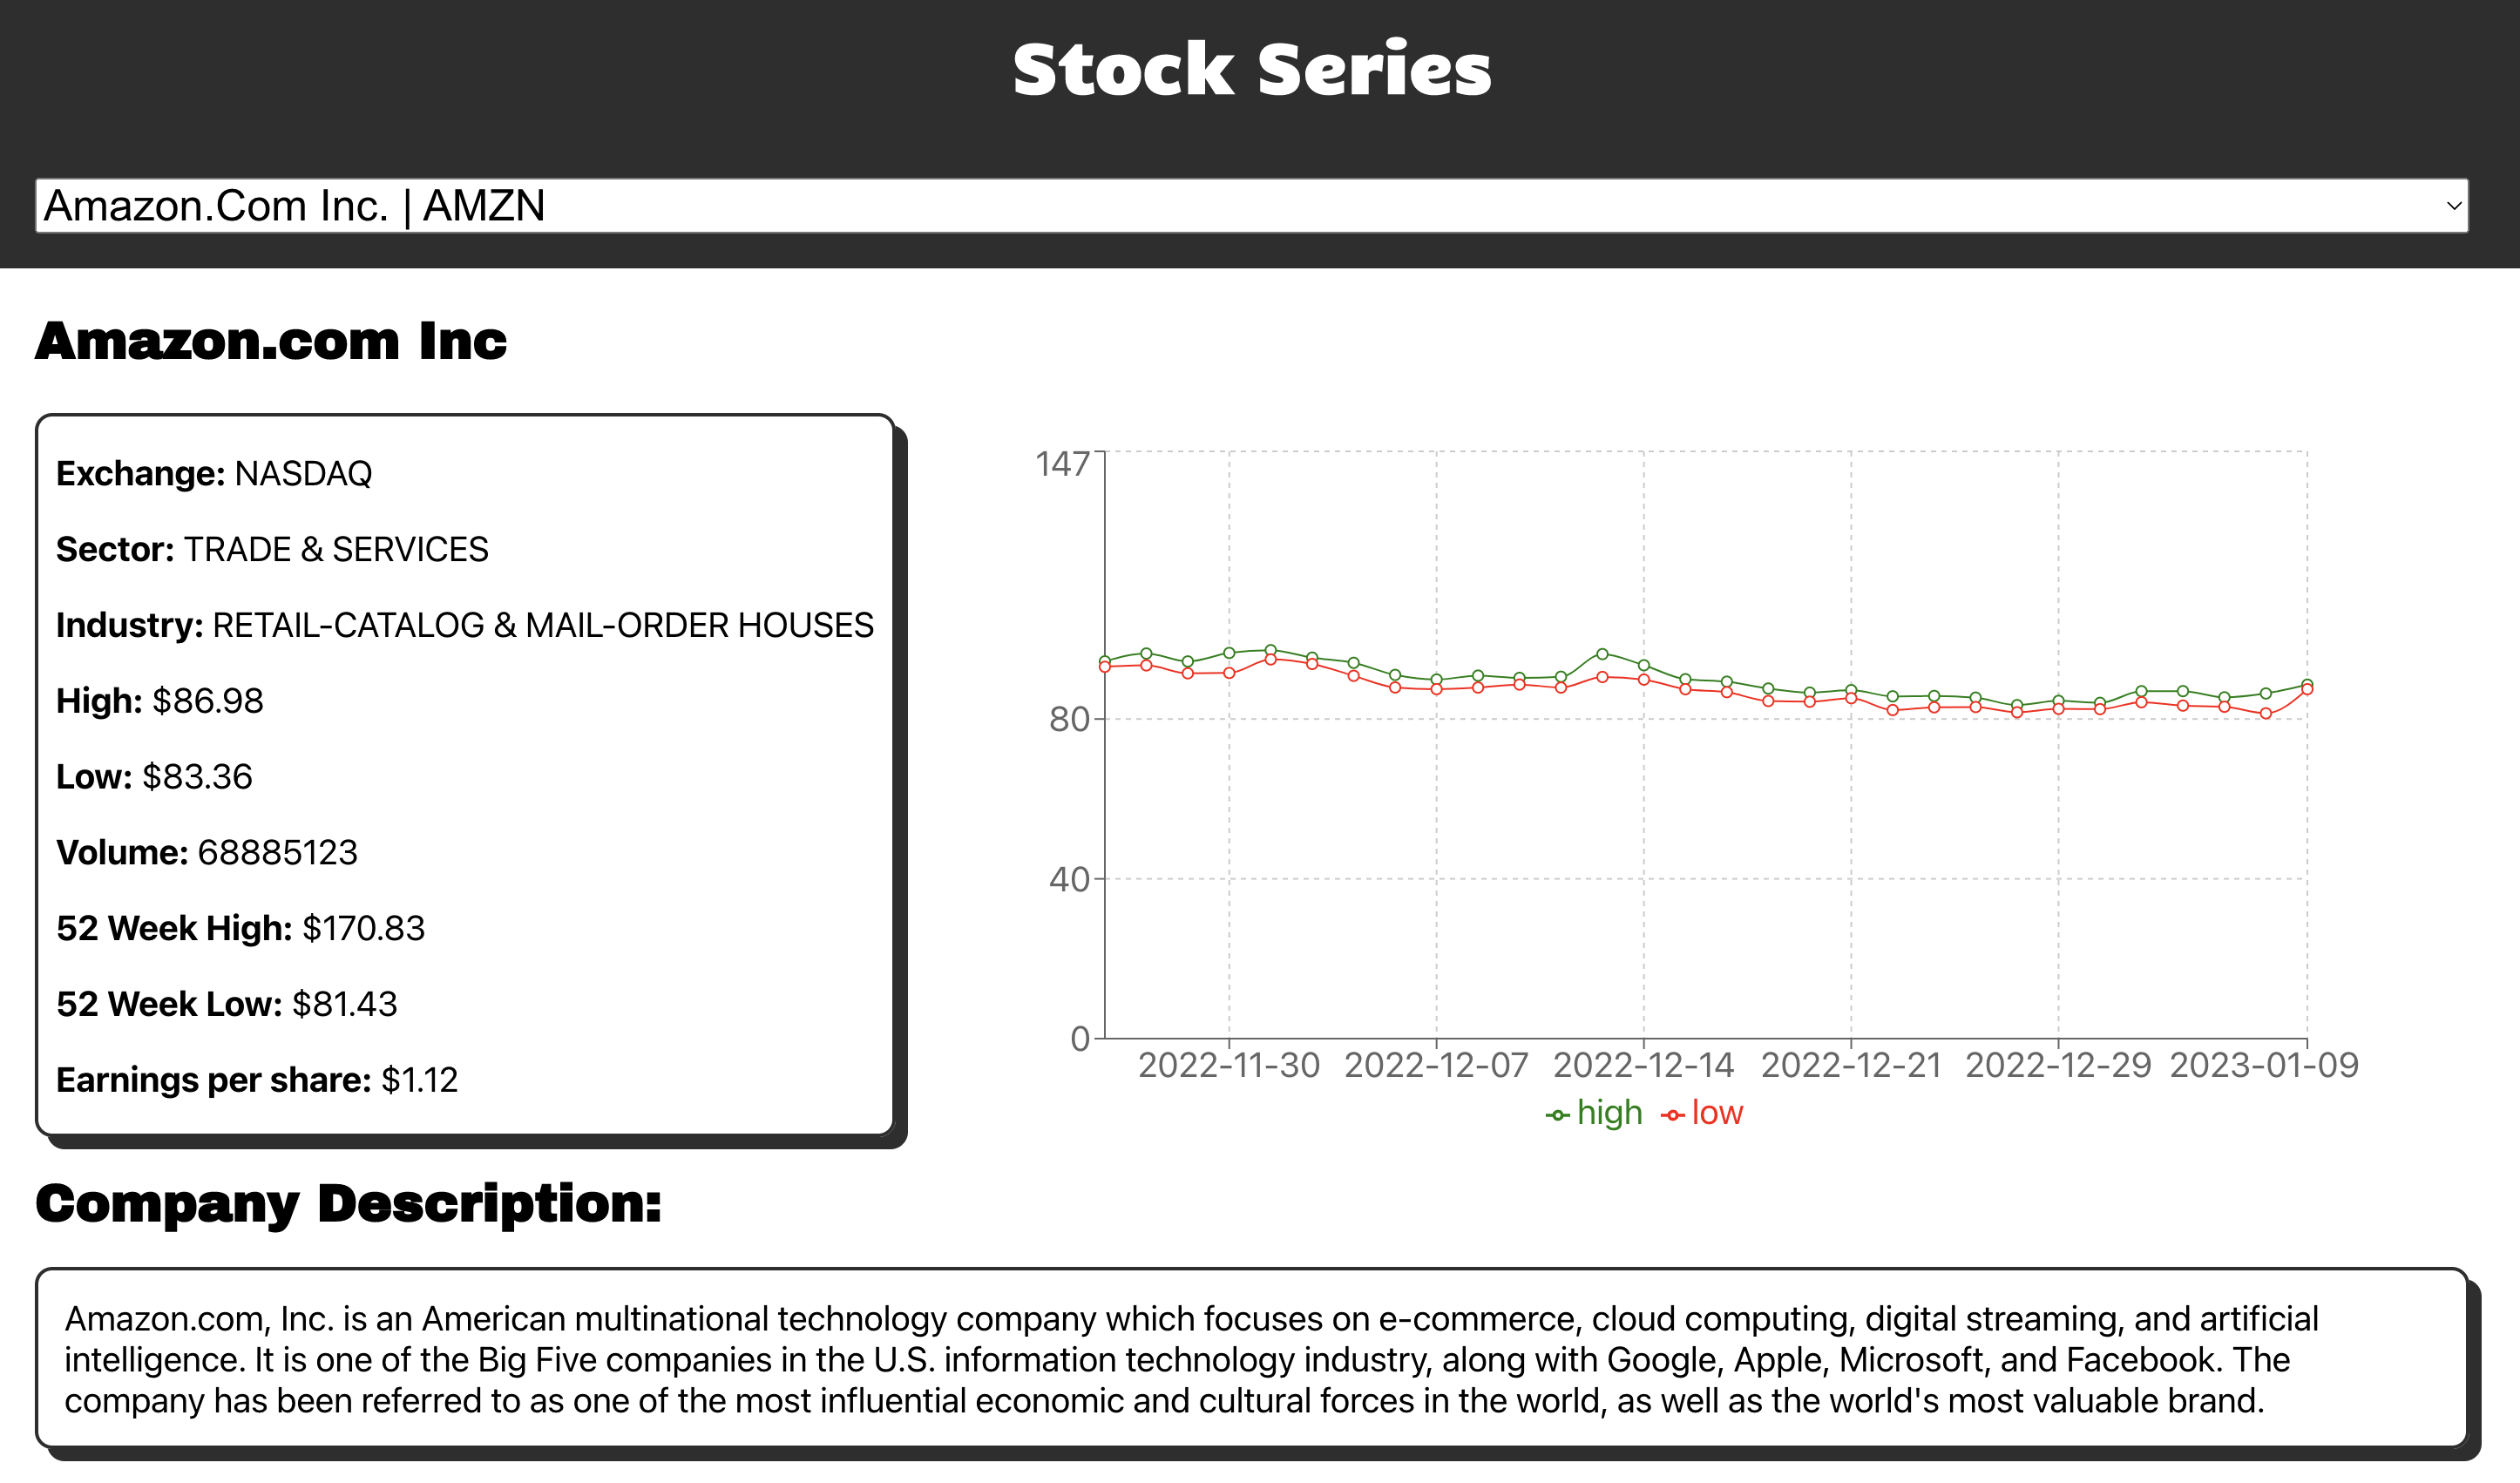 Stock Series
Amazon.Com Inc. | AMZN
Amazon.com Inc
Exchange: NASDAQ
Sector: TRADE & SERVICES
Industry: RETAIL-CATALOG & MAIL-ORDER HOUSES
High: $86.98
Low: $83.36
Volume: 68885123
52 Week High: $170.83
52 Week Low: $81.43
Earnings per share: $1.12
147
80
40
0
2022-11-30 2022-12-07 2022-12-14 2022-12-21 2022-12-29 2023-01-09
high low
Company Description:
Amazon.com, Inc. is an American multinational technology company which focuses on e-commerce, cloud computing, digital streaming, and artificial
intelligence. It is one of the Big Five companies in the U.S. information technology industry, along with Google, Apple, Microsoft, and Facebook. The
company has been referred to as one of the most influential economic and cultural forces in the world, as well as the world's most valuable brand.